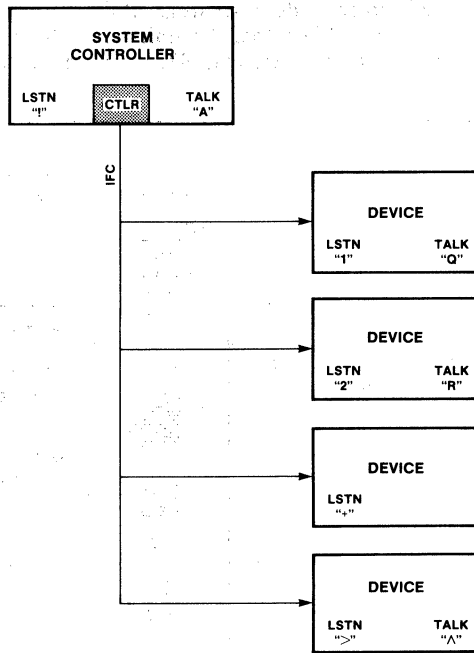 SYSTEM
CONTROLLER
LSTN
"!"
CTLR
TALK
"A"
IFC
DEVICE
LSTN
"1"
TALK
"Q"
DEVICE
LSTN
"2"
TALK
"R"
DEVICE
LSTN
"+"
DEVICE
LSTN
">"
TALK
"Λ"